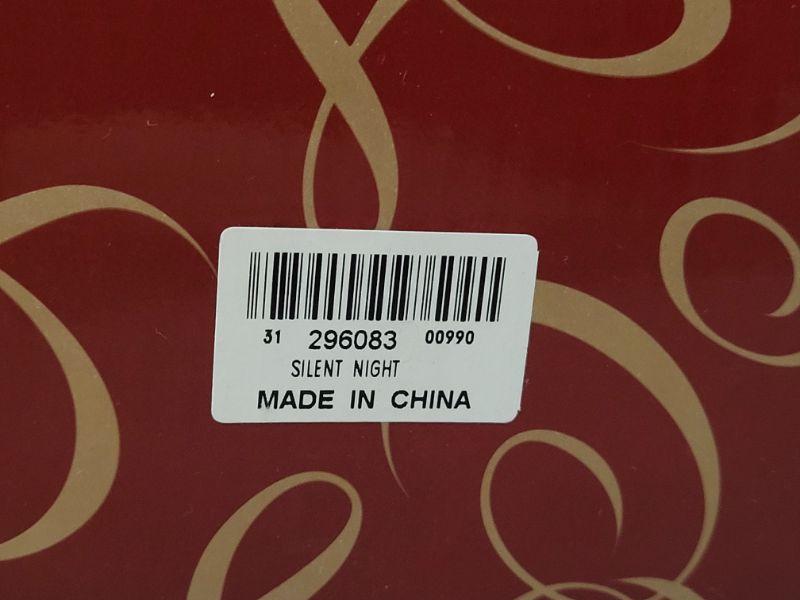 31 296083 00990
SILENT NIGHT
MADE IN CHINA